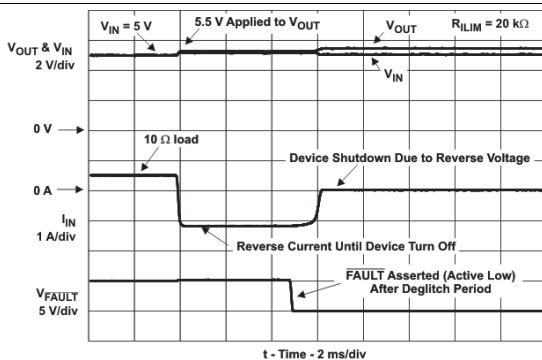 V_IN = 5 V
5.5 V Applied to V_OUT
V_OUT
R_ILIM = 20 kΩ
V_OUT & V_IN
2 V/div
V_IN
0 V
10 Ω load
Device Shutdown Due to Reverse Voltage
0 A
I_IN
1 A/div
Reverse Current Until Device Turn Off
FAULT Asserted (Active Low)
After Deglitch Period
V_FAULT
5 V/div
t - Time - 2 ms/div